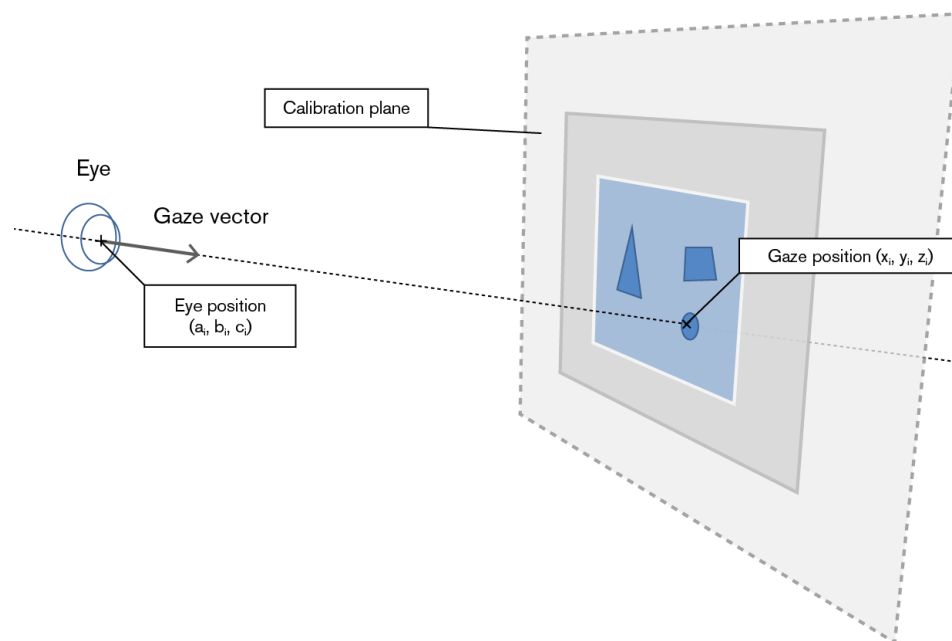 Calibration plane
Eye
Gaze vector
Gaze position (xᵢ, yᵢ, zᵢ)
Eye position
(aᵢ, bᵢ, cᵢ)